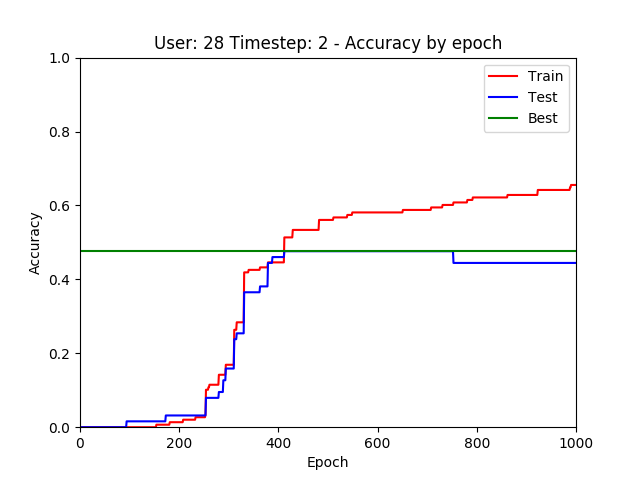 User: 28 Timestep: 2 - Accuracy by epoch
Accuracy
1.0
0.8
0.6
0.4
0.2
0.0
Train
Test
Best
0 200 400 600 800 1000
Epoch